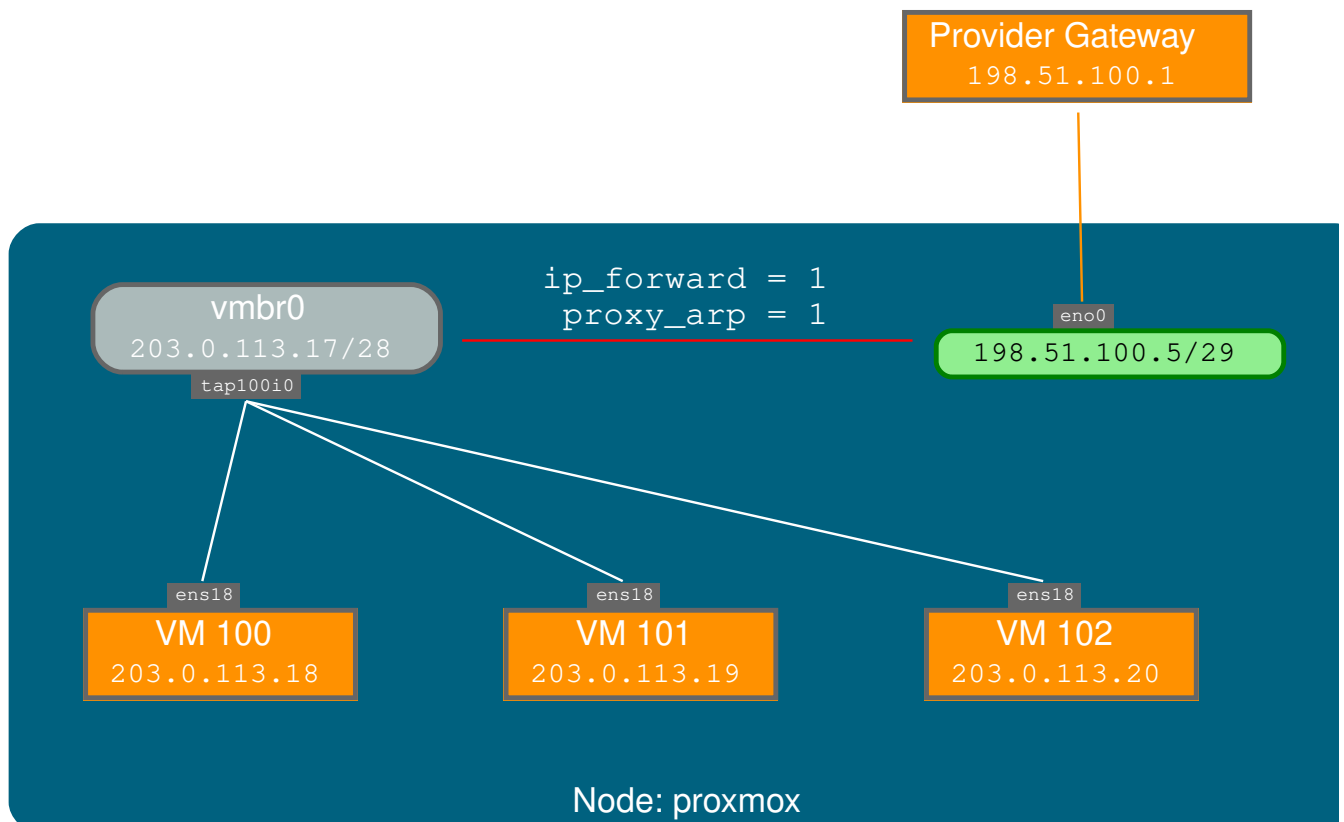 Provider Gateway
198.51.100.1
ip_forward = 1
proxy_arp = 1
vmbr0
203.0.113.17/28
tap100i0
eno0
198.51.100.5/29
ens18
VM 100
203.0.113.18
ens18
VM 101
203.0.113.19
ens18
VM 102
203.0.113.20
Node: proxmox